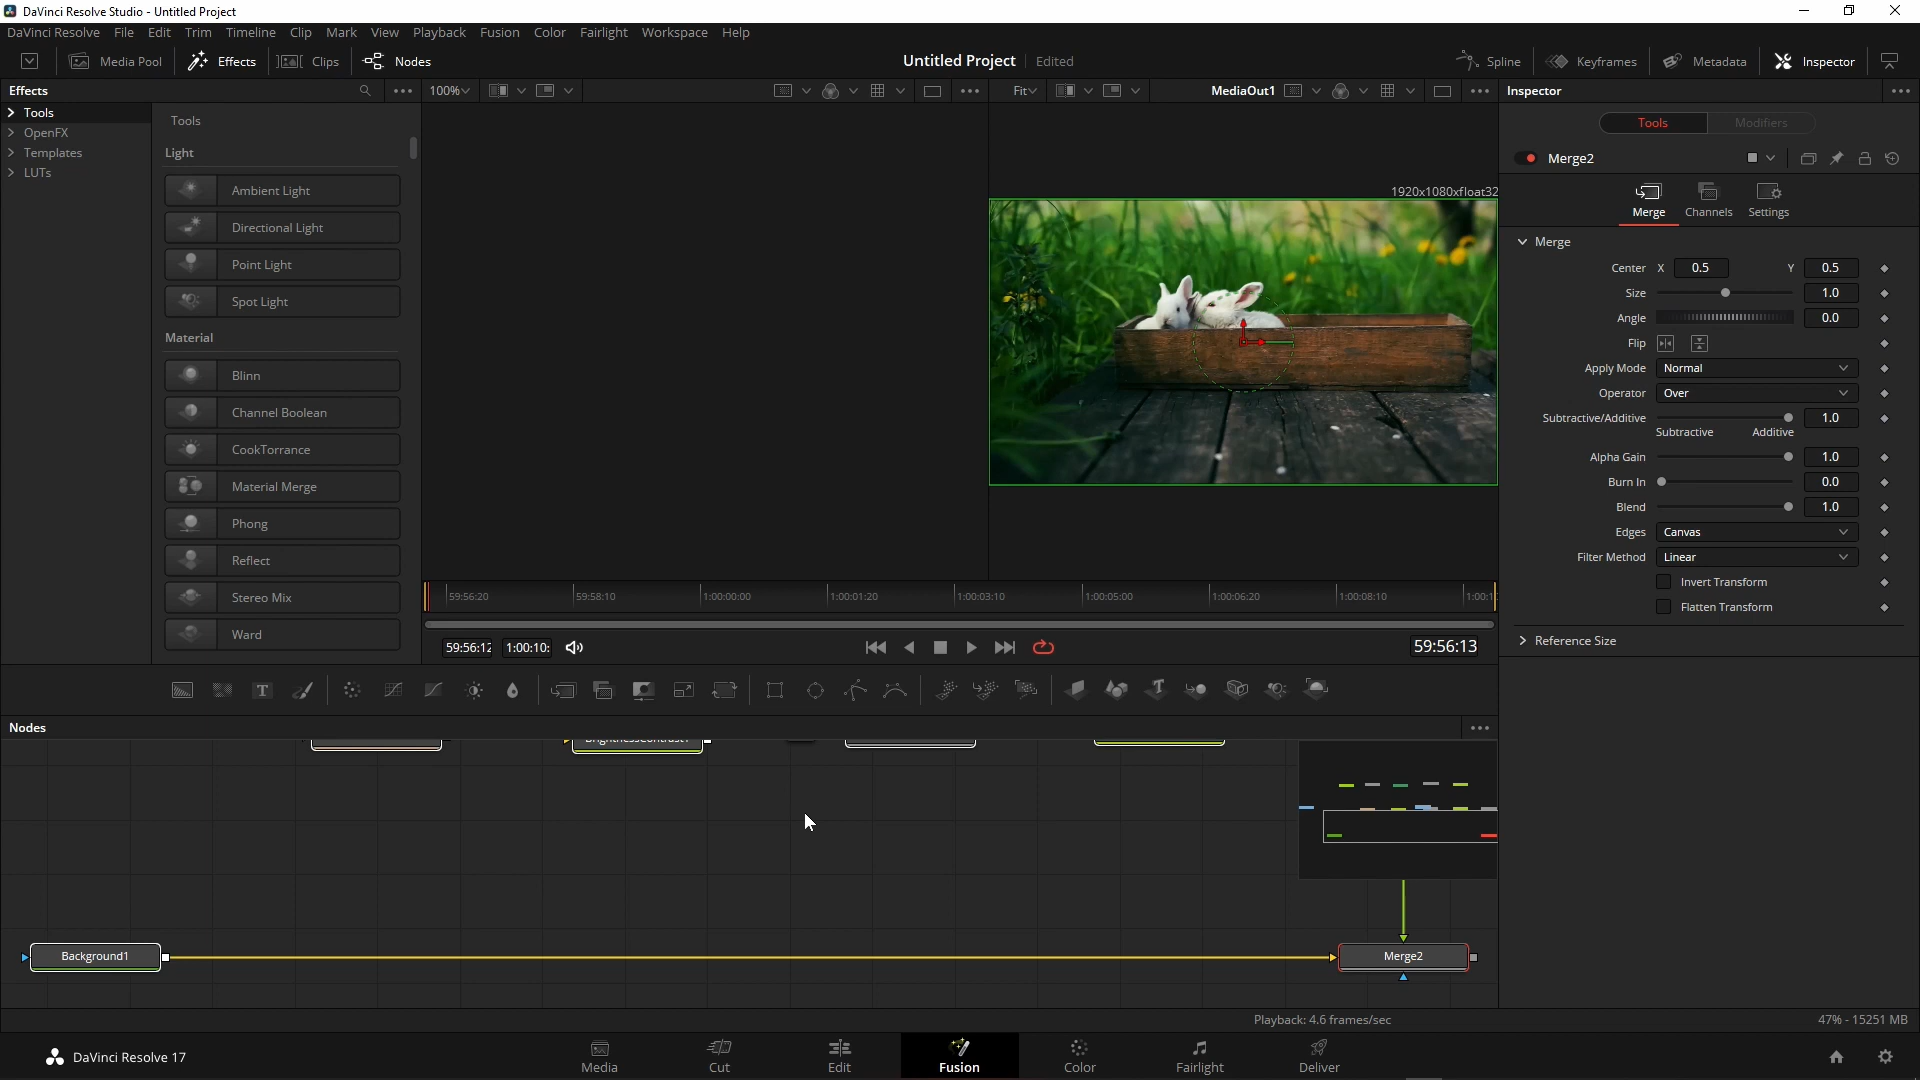 DaVinci Resolve Studio - Untitled Project
DaVinci Resolve File Edit Trim Timeline Clip Mark View Playback Fusion Color Fairlight Workspace Help
Media Pool Effects Clips Nodes Untitled Project Edited Spline Keyframes Metadata Inspector
Effects 100% Fit MediaOut1 Inspector
Tools
OpenFX
Templates
LUTs
Tools
Light
Ambient Light
Directional Light
Point Light
Spot Light
Material
Blinn
Channel Boolean
CookTorrance
Material Merge
Phong
Reflect
Stereo Mix
Ward
1920x1080xfloat32
59:56:20 59:58:10 1:00:00:00 1:00:01:20 1:00:03:10 1:00:05:00 1:00:06:20 1:00:08:10 1:00:1
59:56:12 1:00:10: 59:56:13
Tools Modifiers
Merge2
Merge Channels Settings
Merge
Center X 0.5 Y 0.5
Size 1.0
Angle 0.0
Flip
Apply Mode Normal
Operator Over
Subtractive/Additive 1.0
Subtractive Additive
Alpha Gain 1.0
Burn In 0.0
Blend 1.0
Edges Canvas
Filter Method Linear
Invert Transform
Flatten Transform
Reference Size
Nodes
BrightnessContrast1
Background1 Merge2
Playback: 4.6 frames/sec 47% - 15251 MB
DaVinci Resolve 17 Media Cut Edit Fusion Color Fairlight Deliver